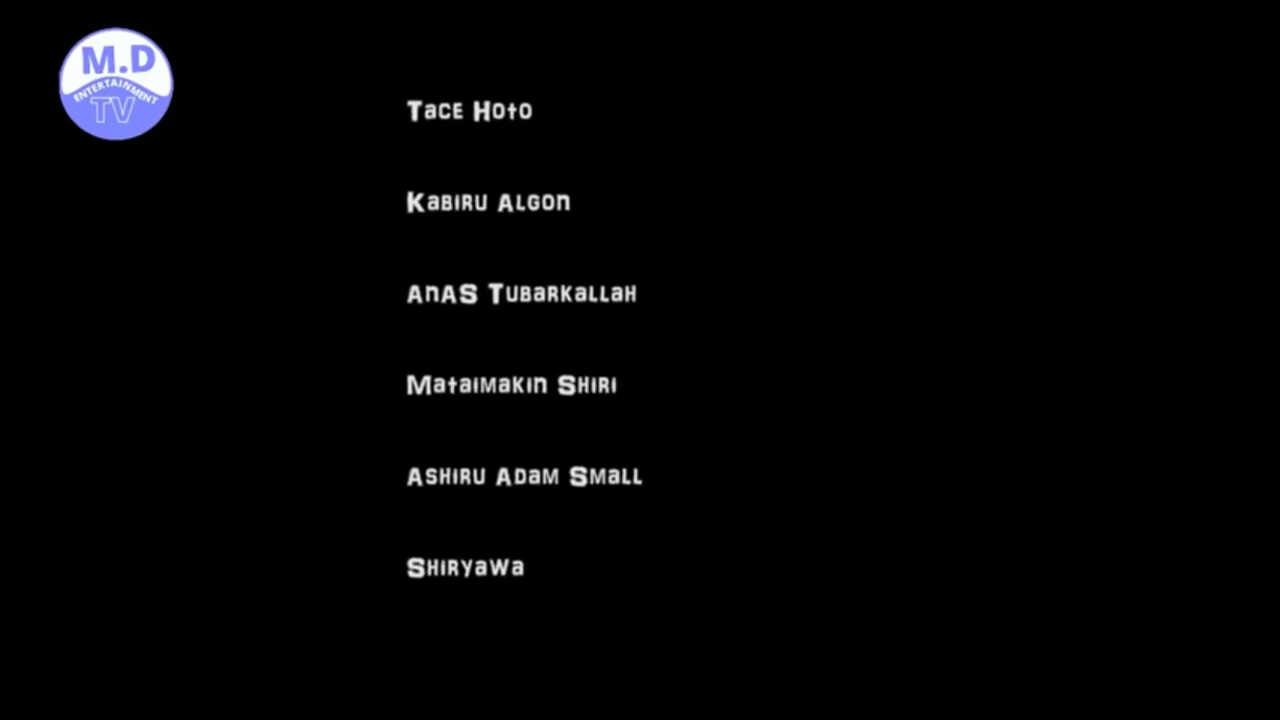 M.D
ENTERTAINMENT
TV
Tace Hoto
Kabiru Algon
Anas Tubarkallah
Mataimakin Shiri
Ashiru Adam Small
Shiryawa